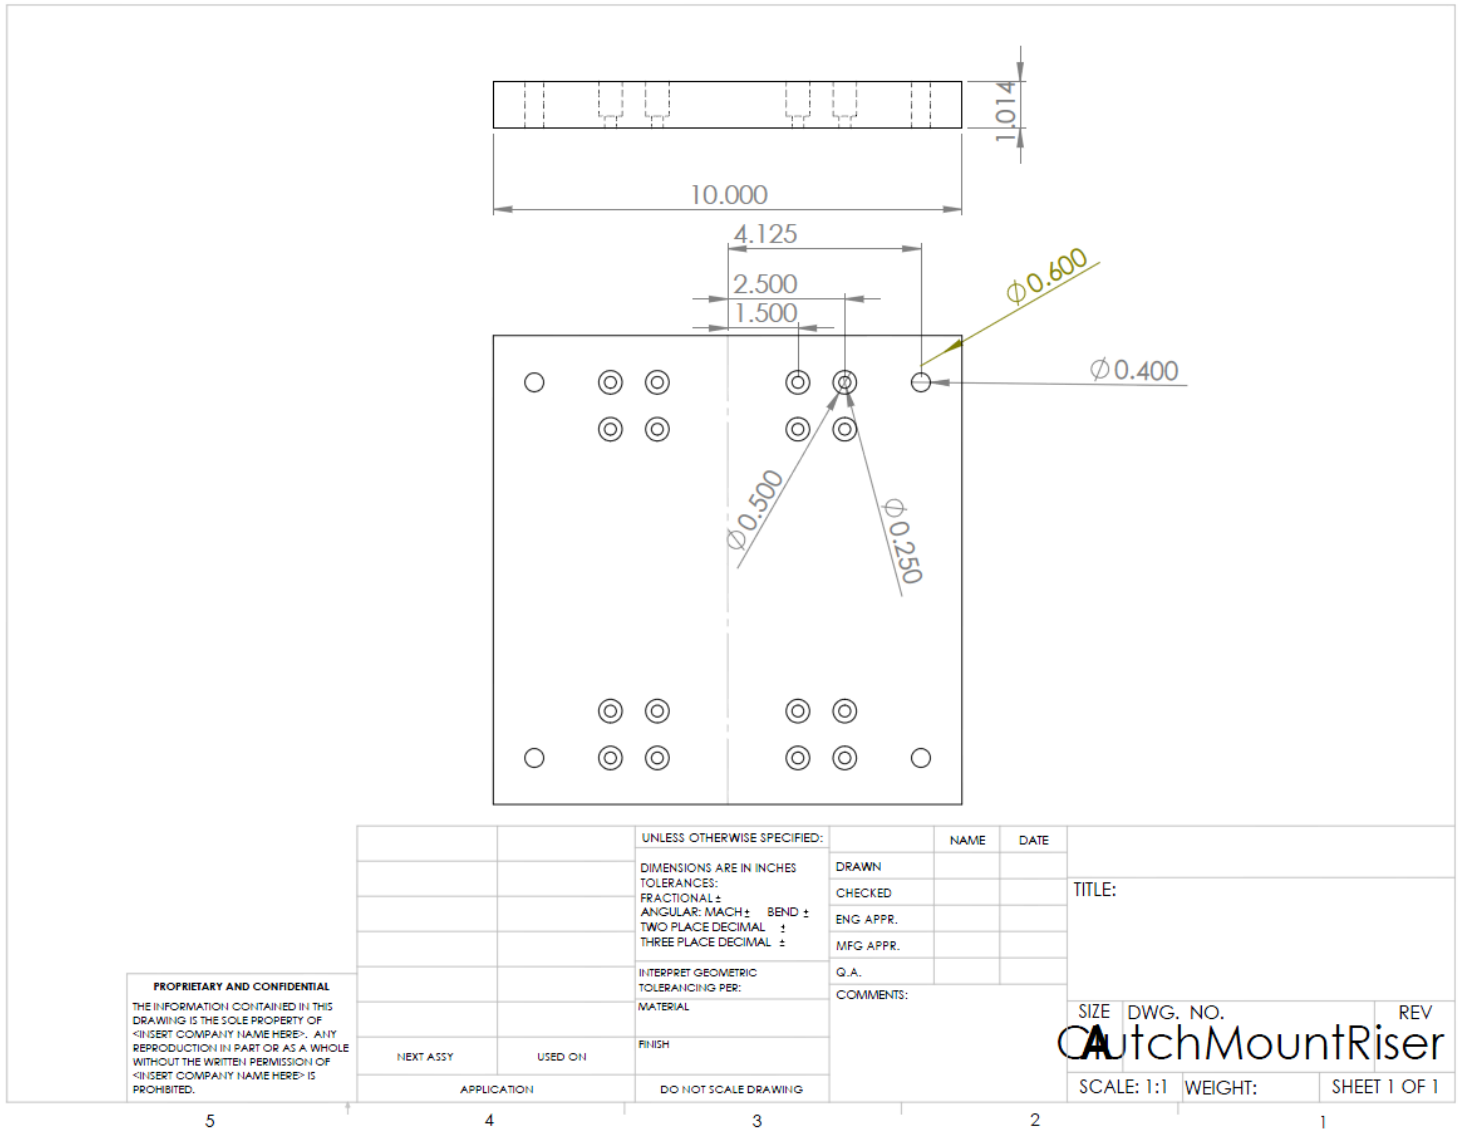 1.014
10.000
4.125
2.500
1.500
Ø0.600
Ø0.400
Ø0.500
Ø0.250
UNLESS OTHERWISE SPECIFIED:
DIMENSIONS ARE IN INCHES
TOLERANCES:
FRACTIONAL ±
ANGULAR: MACH ± BEND ±
TWO PLACE DECIMAL ±
THREE PLACE DECIMAL ±
INTERPRET GEOMETRIC
TOLERANCING PER:
MATERIAL
FINISH
DO NOT SCALE DRAWING
NAME DATE
DRAWN
CHECKED
ENG APPR.
MFG APPR.
Q.A.
COMMENTS:
TITLE:
SIZE DWG. NO. REV
A ClutchMountRiser
SCALE: 1:1 WEIGHT: SHEET 1 OF 1
PROPRIETARY AND CONFIDENTIAL
THE INFORMATION CONTAINED IN THIS
DRAWING IS THE SOLE PROPERTY OF
<INSERT COMPANY NAME HERE>. ANY
REPRODUCTION IN PART OR AS A WHOLE
WITHOUT THE WRITTEN PERMISSION OF
<INSERT COMPANY NAME HERE> IS
PROHIBITED.
NEXT ASSY USED ON
APPLICATION
5 4 3 2 1